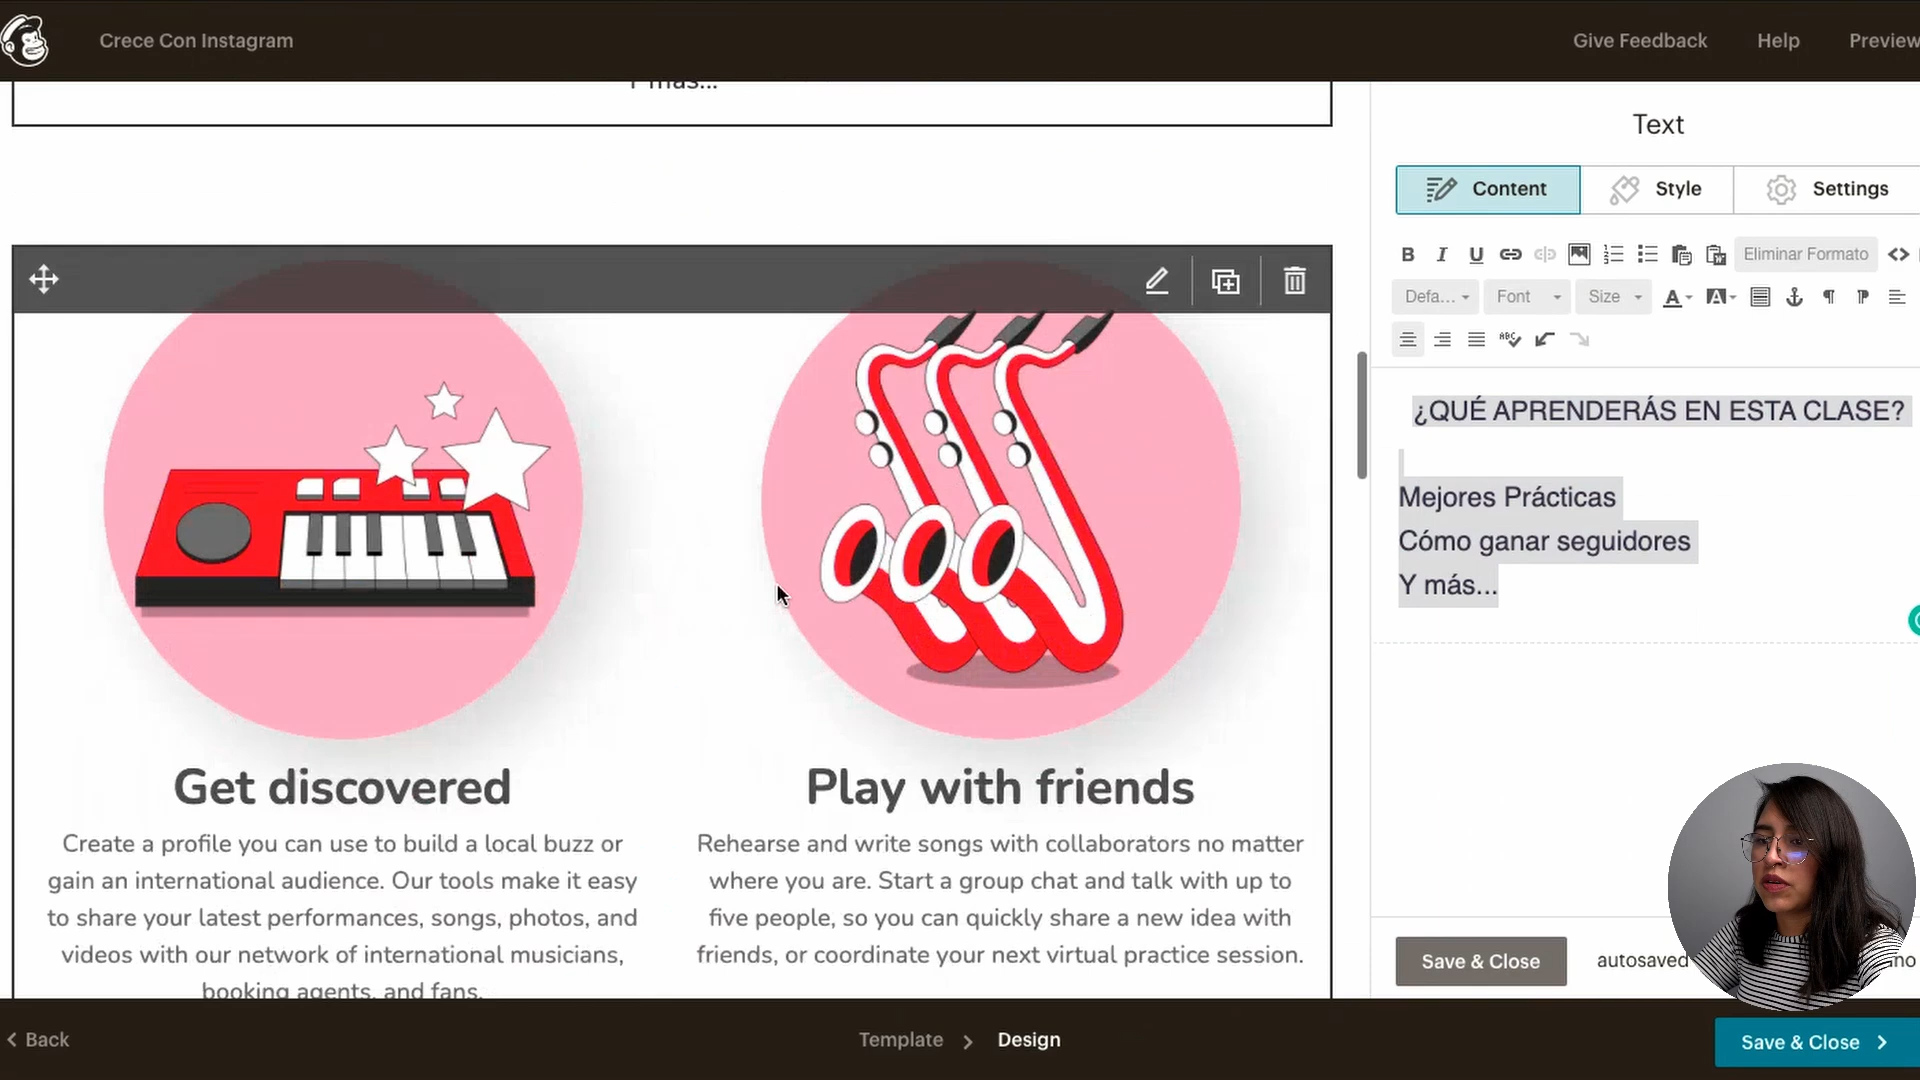 Crece Con Instagram
Give Feedback
Help
Preview
Y más...
Text
Content
Style
Settings
B I U
Eliminar Formato
Defa...
Font
Size
A
A
ABC
¿QUÉ APRENDERÁS EN ESTA CLASE?
Mejores Prácticas
Cómo ganar seguidores
Y más...
Get discovered
Create a profile you can use to build a local buzz or
gain an international audience. Our tools make it easy
to share your latest performances, songs, photos, and
videos with our network of international musicians,
booking agents, and fans.
Play with friends
Rehearse and write songs with collaborators no matter
where you are. Start a group chat and talk with up to
five people, so you can quickly share a new idea with
friends, or coordinate your next virtual practice session.
Save & Close
autosaved
Back
Template
Design
Save & Close